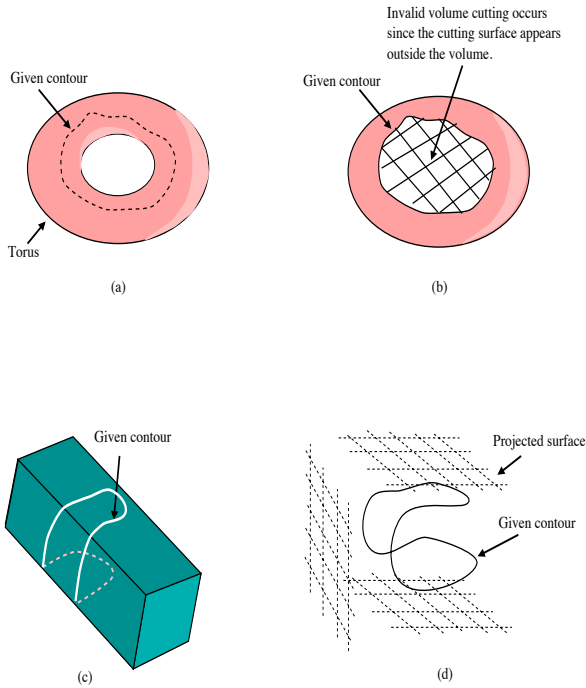 Given contour
Torus
(a)
Invalid volume cutting occurs
since the cutting surface appears
outside the volume.
Given contour
(b)
Given contour
(c)
Projected surface
Given contour
(d)